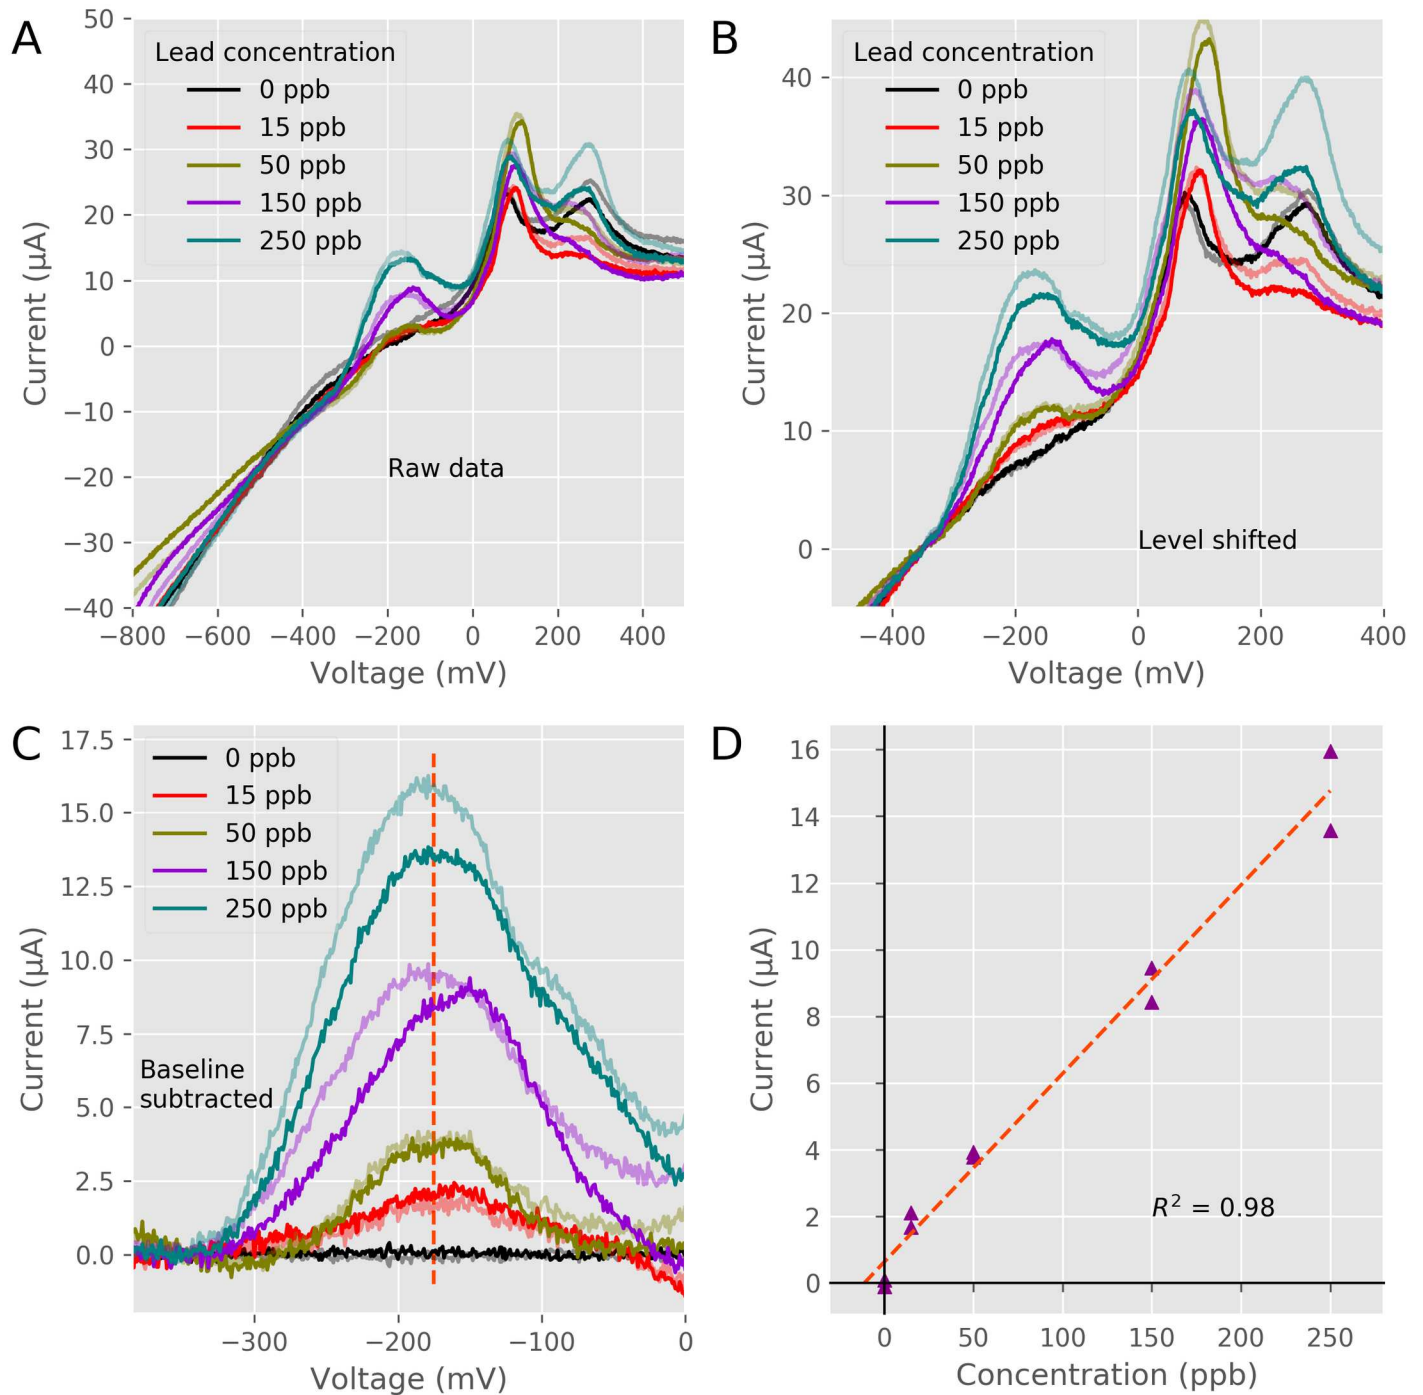 A
50
40
30
20
10
0
−10
−20
−30
−40
Current (µA)
Lead concentration
0 ppb
15 ppb
50 ppb
150 ppb
250 ppb
Raw data
−800
−600
−400
−200
0
200
400
Voltage (mV)
B
40
30
20
10
0
Current (µA)
Lead concentration
0 ppb
15 ppb
50 ppb
150 ppb
250 ppb
Level shifted
−400
−200
0
200
400
Voltage (mV)
C
17.5
15.0
12.5
10.0
7.5
5.0
2.5
0.0
Current (µA)
0 ppb
15 ppb
50 ppb
150 ppb
250 ppb
Baseline
subtracted
−300
−200
−100
0
Voltage (mV)
D
16
14
12
10
8
6
4
2
0
Current (µA)
R² = 0.98
0
50
100
150
200
250
Concentration (ppb)